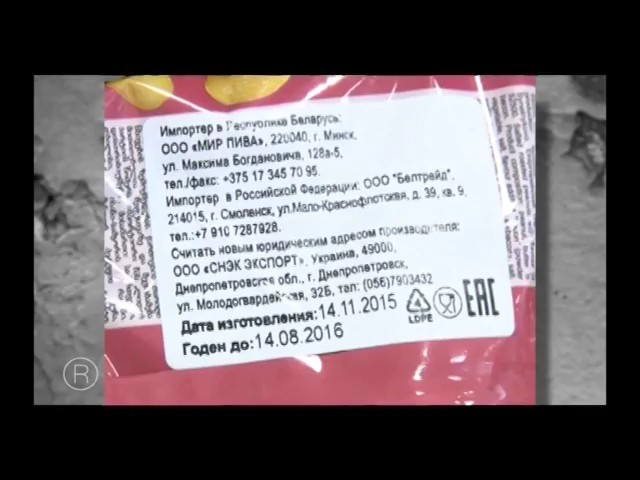 Импортер в Республике Беларусь:
ООО «МИР ПИВА», 220040, г. Минск,
ул. Максима Богдановича, 128а-5,
тел./факс: +375 17 345 70 95.
Импортер в Российской Федерации: ООО "Белтрейд",
214015, г. Смоленск, ул.Мало-Краснофлотская, д. 39, кв. 9,
тел.:+7 910 7287928.
Считать новым юридическим адресом производителя:
ООО «СНЭК ЭКСПОРТ», Украина, 49000,
Днепропетровская обл., г. Днепропетровск,
ул. Молодогвардейская, 32Б, тел: (056)7903432
Дата изготовления:14.11.2015
Годен до:14.08.2016
LDPE
EAC
®